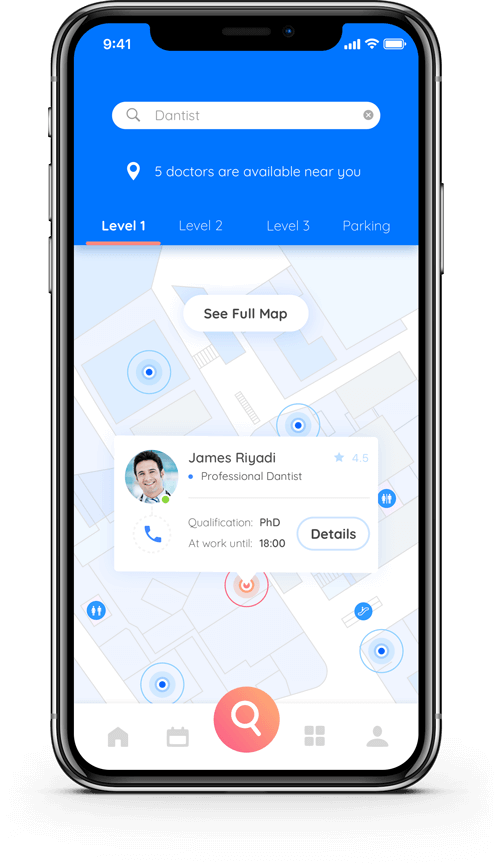 9:41
Dantist
5 doctors are available near you
Level 1 Level 2 Level 3 Parking
See Full Map
James Riyadi 4.5
Professional Dantist
Qualification: PhD
At work until: 18:00
Details